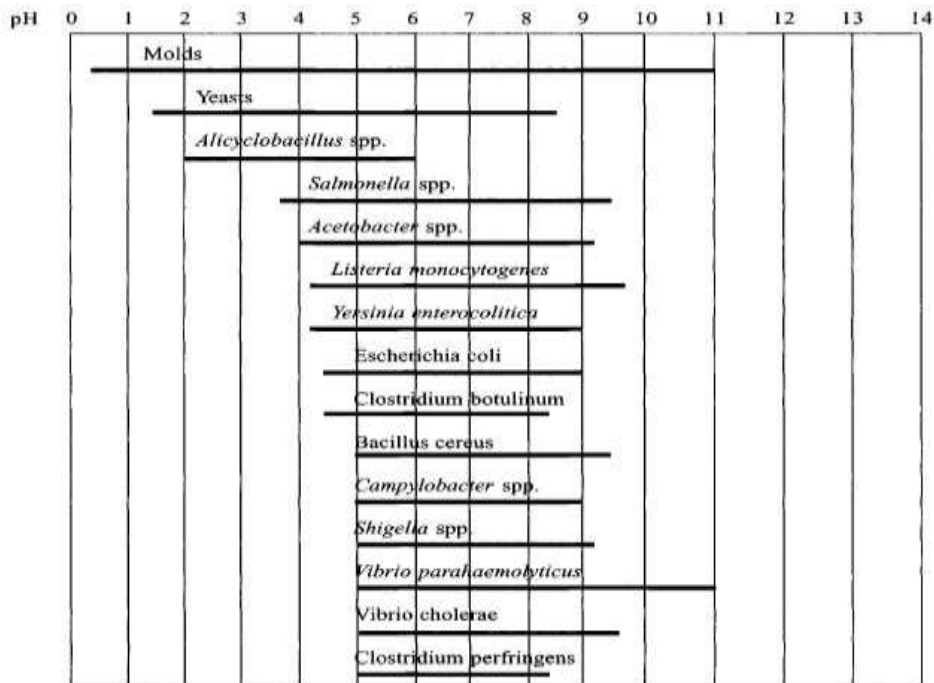 pH 0 1 2 3 4 5 6 7 8 9 10 11 12 13 14
Molds
Yeasts
Alicyclobacillus spp.
Salmonella spp.
Acetobacter spp.
Listeria monocytogenes
Yersinia enterocolitica
Escherichia coli
Clostridium botulinum
Bacillus cereus
Campylobacter spp.
Shigella spp.
Vibrio parahaemolyticus
Vibrio cholerae
Clostridium perfringens